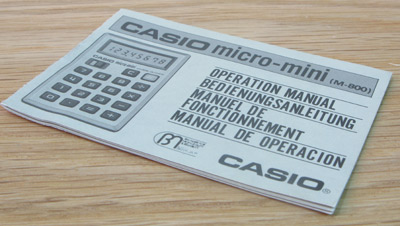 CASIO micro-mini (M-800)
12345678
OPERATION MANUAL
BEDIENUNGSANLEITUNG
MANUEL DE
FONCTIONNEMENT
MANUAL DE OPERACION
CASIO®